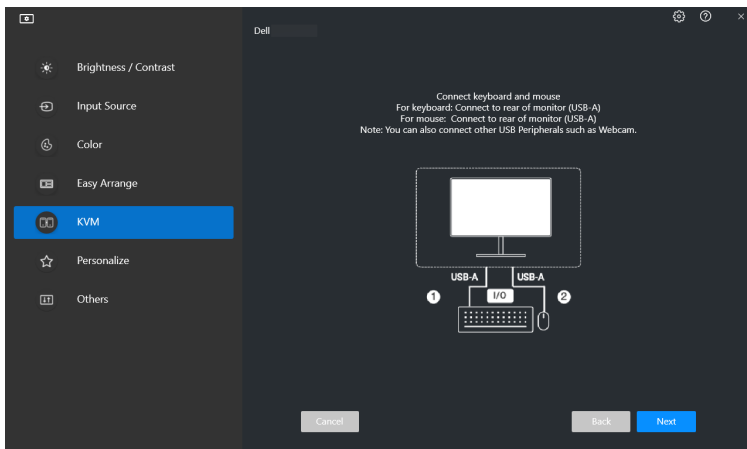 Dell
Brightness / Contrast
Input Source
Color
Easy Arrange
KVM
Personalize
Others
Connect keyboard and mouse
For keyboard: Connect to rear of monitor (USB-A)
For mouse: Connect to rear of monitor (USB-A)
Note: You can also connect other USB Peripherals such as Webcam.
USB-A USB-A
1 I/O 2
Cancel Back Next